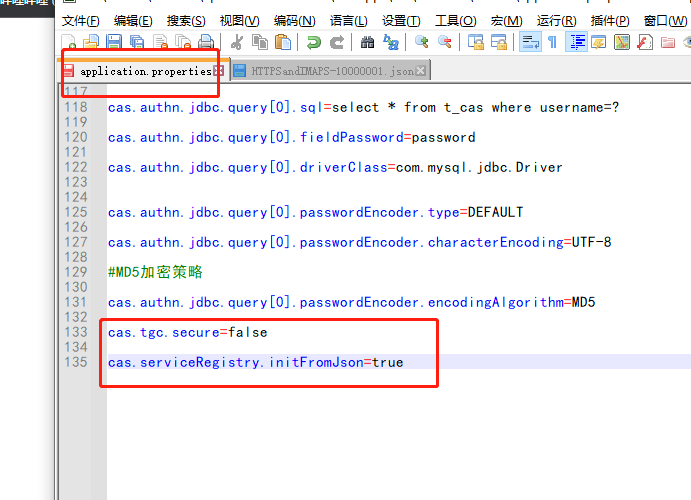 文件(F) 编辑(E) 搜索(S) 视图(V) 编码(N) 语言(L) 设置(T) 工具(O) 宏(M) 运行(R) 插件(P) 窗口(W)
application.properties HTTPSandIMAPS-10000001.json
117
118 cas.authn.jdbc.query[0].sql=select * from t_cas where username=?
119
120 cas.authn.jdbc.query[0].fieldPassword=password
121
122 cas.authn.jdbc.query[0].driverClass=com.mysql.jdbc.Driver
123
124
125 cas.authn.jdbc.query[0].passwordEncoder.type=DEFAULT
126
127 cas.authn.jdbc.query[0].passwordEncoder.characterEncoding=UTF-8
128
129 #MD5加密策略
130
131 cas.authn.jdbc.query[0].passwordEncoder.encodingAlgorithm=MD5
132
133 cas.tgc.secure=false
134
135 cas.serviceRegistry.initFromJson=true